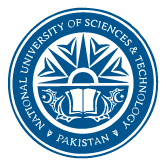 NATIONAL UNIVERSITY OF SCIENCES & TECHNOLOGY
PAKISTAN